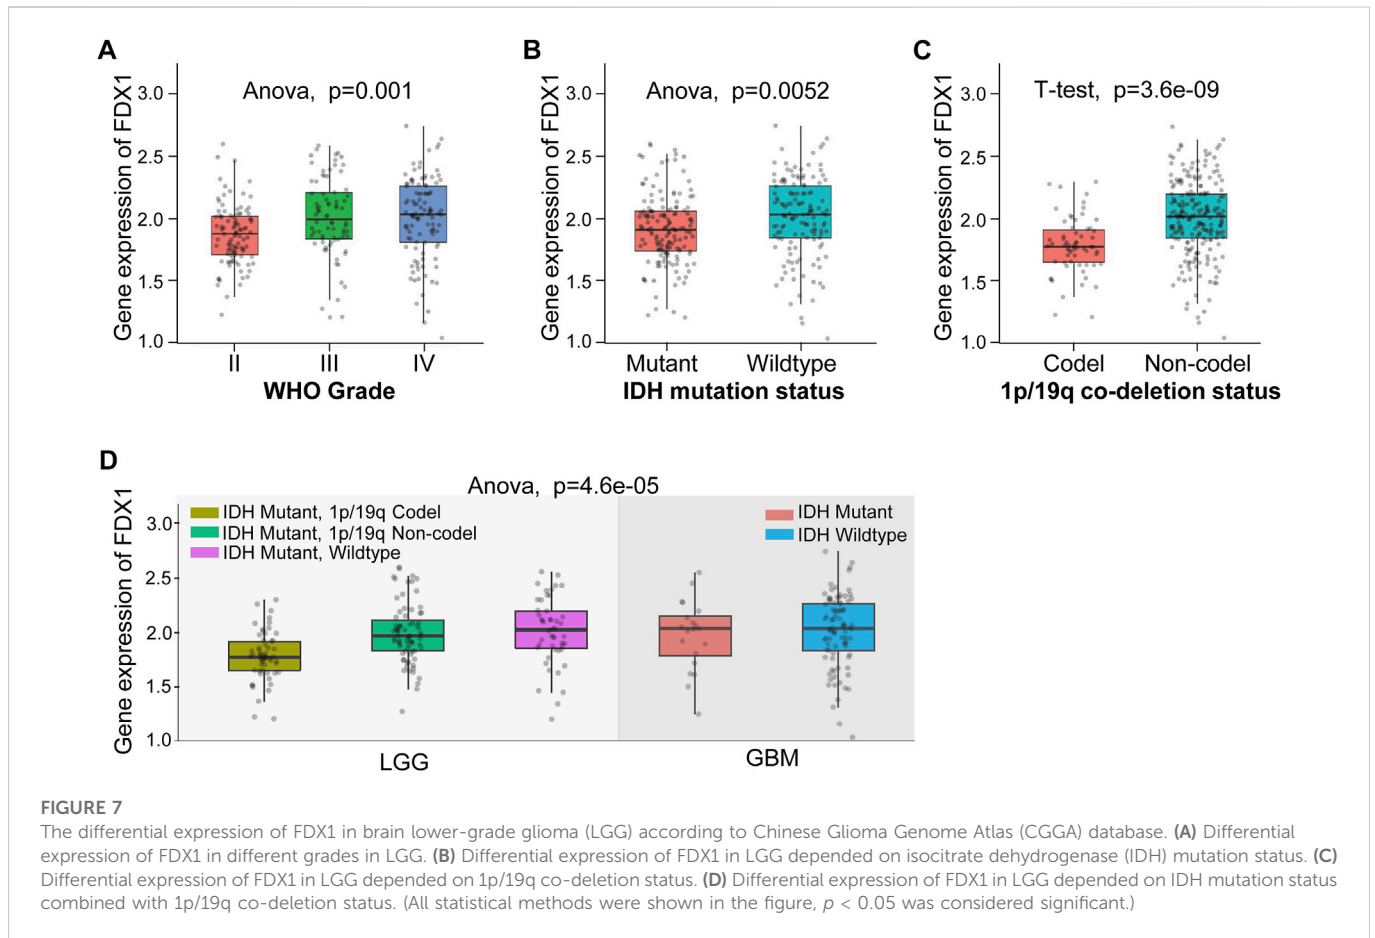 A
B
C
Gene expression of FDX1
3.0
2.5
2.0
1.5
1.0
Anova, p=0.001
II III IV
WHO Grade
Gene expression of FDX1
3.0
2.5
2.0
1.5
1.0
Anova, p=0.0052
Mutant Wildtype
IDH mutation status
Gene expression of FDX1
3.0
2.5
2.0
1.5
1.0
T-test, p=3.6e-09
Codel Non-codel
1p/19q co-deletion status
D
Anova, p=4.6e-05
Gene expression of FDX1
3.0
2.5
2.0
1.5
1.0
IDH Mutant, 1p/19q Codel
IDH Mutant, 1p/19q Non-codel
IDH Mutant, Wildtype
IDH Mutant
IDH Wildtype
LGG
GBM
FIGURE 7
The differential expression of FDX1 in brain lower-grade glioma (LGG) according to Chinese Glioma Genome Atlas (CGGA) database. (A) Differential
expression of FDX1 in different grades in LGG. (B) Differential expression of FDX1 in LGG depended on isocitrate dehydrogenase (IDH) mutation status. (C)
Differential expression of FDX1 in LGG depended on 1p/19q co-deletion status. (D) Differential expression of FDX1 in LGG depended on IDH mutation status
combined with 1p/19q co-deletion status. (All statistical methods were shown in the figure, p < 0.05 was considered significant.)